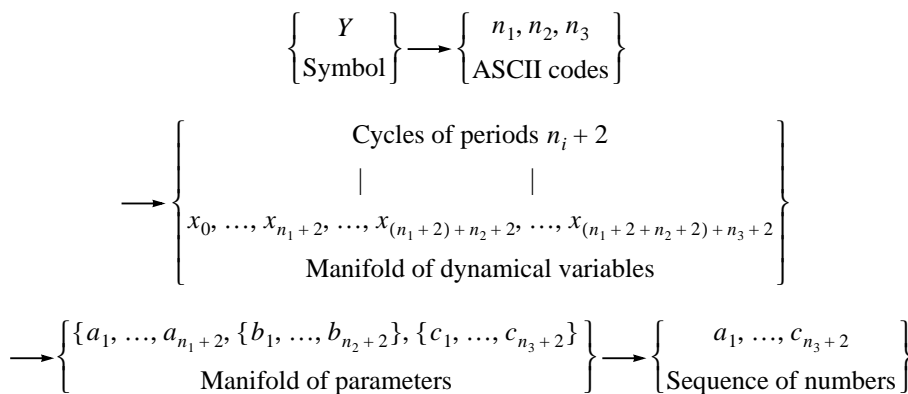 {Y} → {n₁, n₂, n₃}
{Symbol} → {ASCII codes}
Cycles of periods nᵢ + 2
| |
x₀, …, x_{n₁ + 2}, …, x_{(n₁ + 2) + n₂ + 2}, …, x_{(n₁ + 2 + n₂ + 2) + n₃ + 2}
→ Manifold of dynamical variables
{a₁, …, a_{n₁ + 2}, {b₁, …, b_{n₂ + 2}}, {c₁, …, c_{n₃ + 2}} → a₁, …, c_{n₃ + 2}
→ Manifold of parameters Sequence of numbers